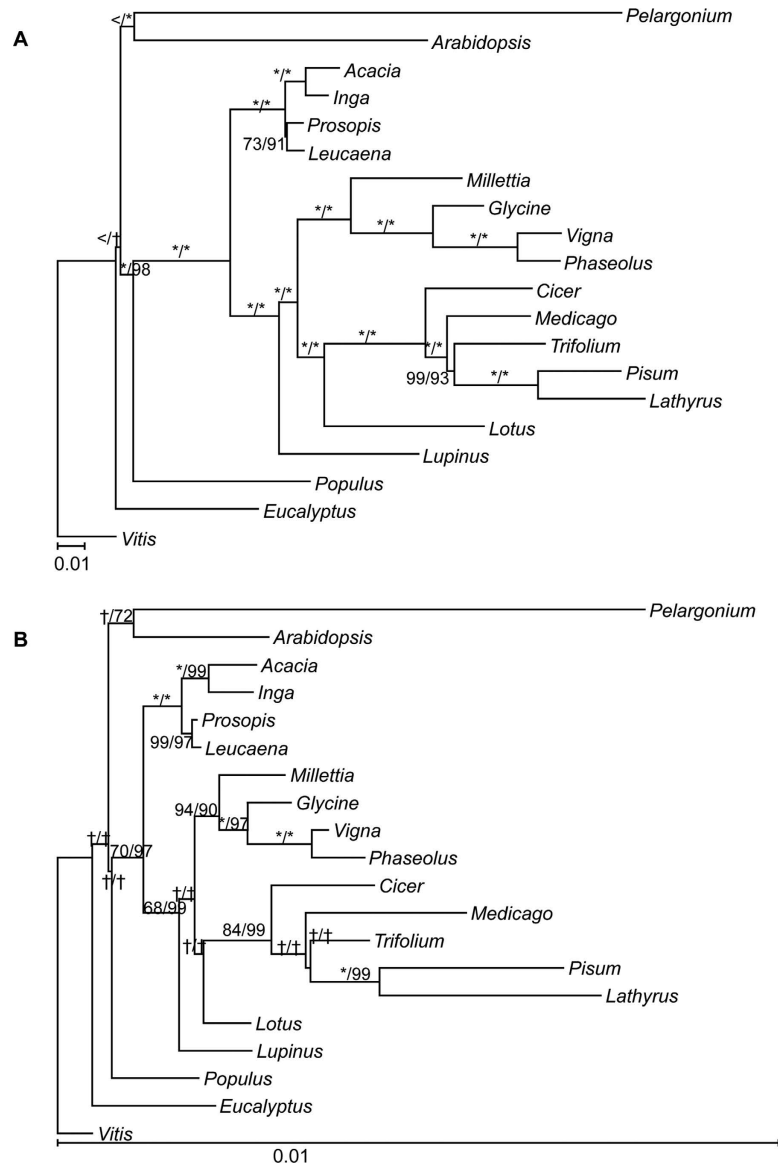 A
</*
Pelargonium
Arabidopsis
*/*
Acacia
*/*
Inga
Prosopis
73/91
Leucaena
Millettia
*/*
Glycine
*/*
Vigna
*/*
</†
Phaseolus
*/*
*/98
Cicer
*/*
*/*
Medicago
*/*
*/*
*/*
Trifolium
99/93
*/*
Pisum
Lathyrus
Lotus
Lupinus
Populus
Eucalyptus
Vitis
0.01
B
†/72
Pelargonium
Arabidopsis
*/99
Acacia
*/*
Inga
Prosopis
99/97
Leucaena
Millettia
94/90
Glycine
*/97
Vigna
†/†
*/*
70/97
Phaseolus
†/†
Cicer
†/†
68/99
Medicago
84/99
†/†
†/†
†/†
Trifolium
*/99
Pisum
Lathyrus
Lotus
Lupinus
Populus
Eucalyptus
Vitis
0.01